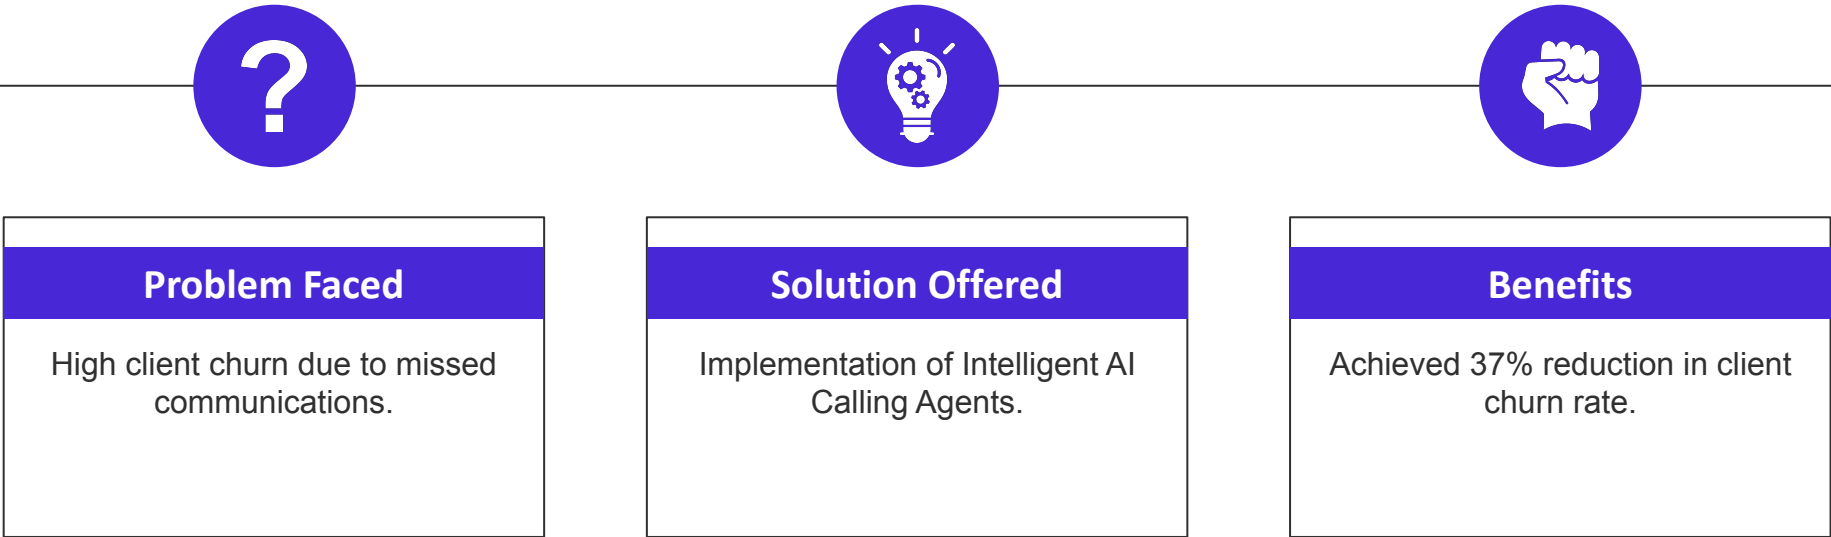 ?
Problem Faced
High client churn due to missed
communications.
Solution Offered
Implementation of Intelligent AI
Calling Agents.
Benefits
Achieved 37% reduction in client
churn rate.